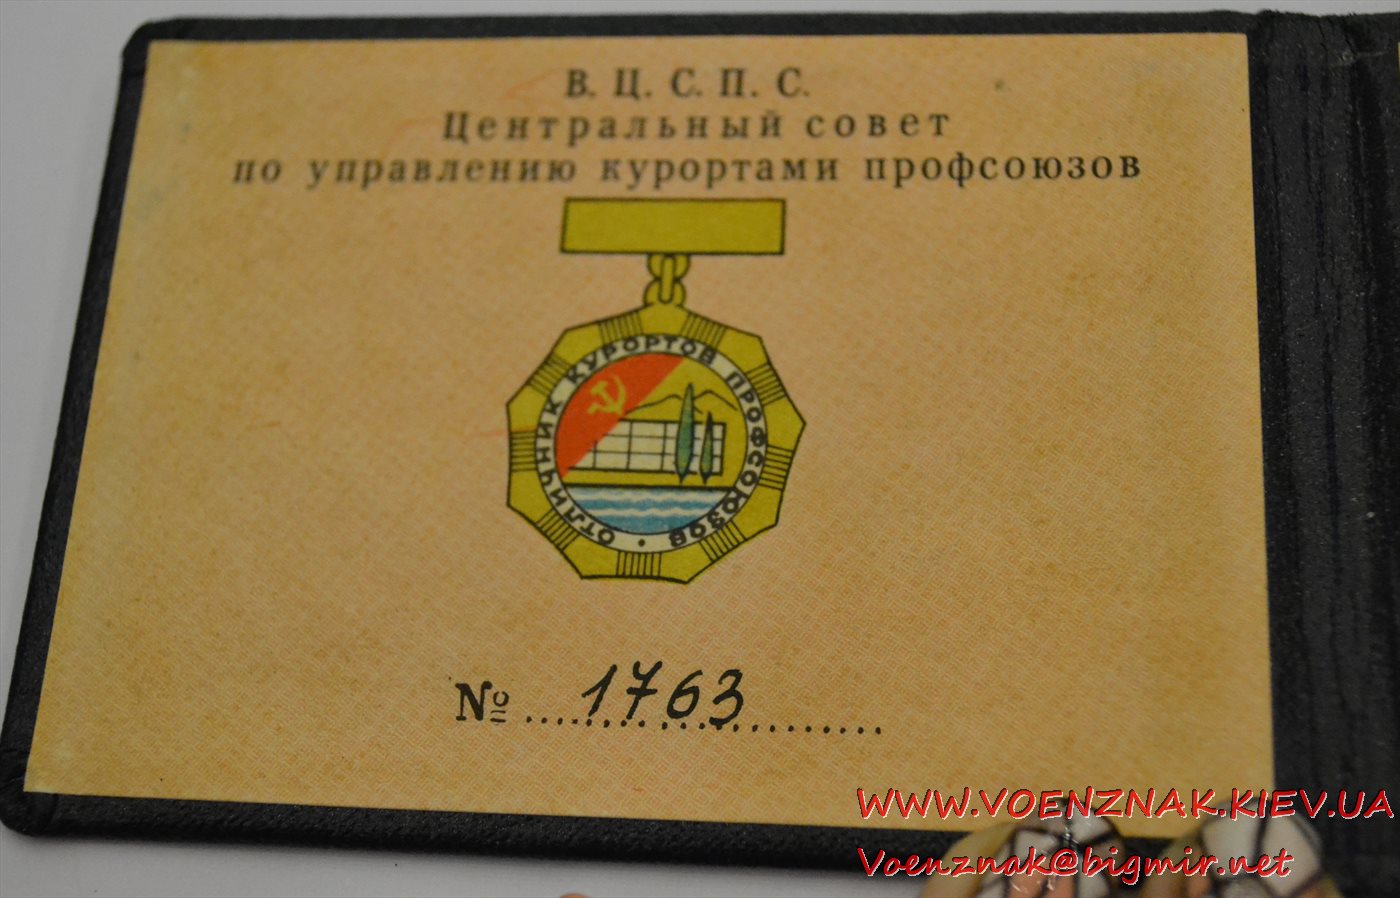 В. Ц. С. П. С.
Центральный совет
по управлению курортами профсоюзов
ОТЛИЧНИК КУРОРТОВ ПРОФСОЮЗОВ
№ 1763
WWW.VOENZNAK.KIEV.UA
Voenznak@bigmir.net